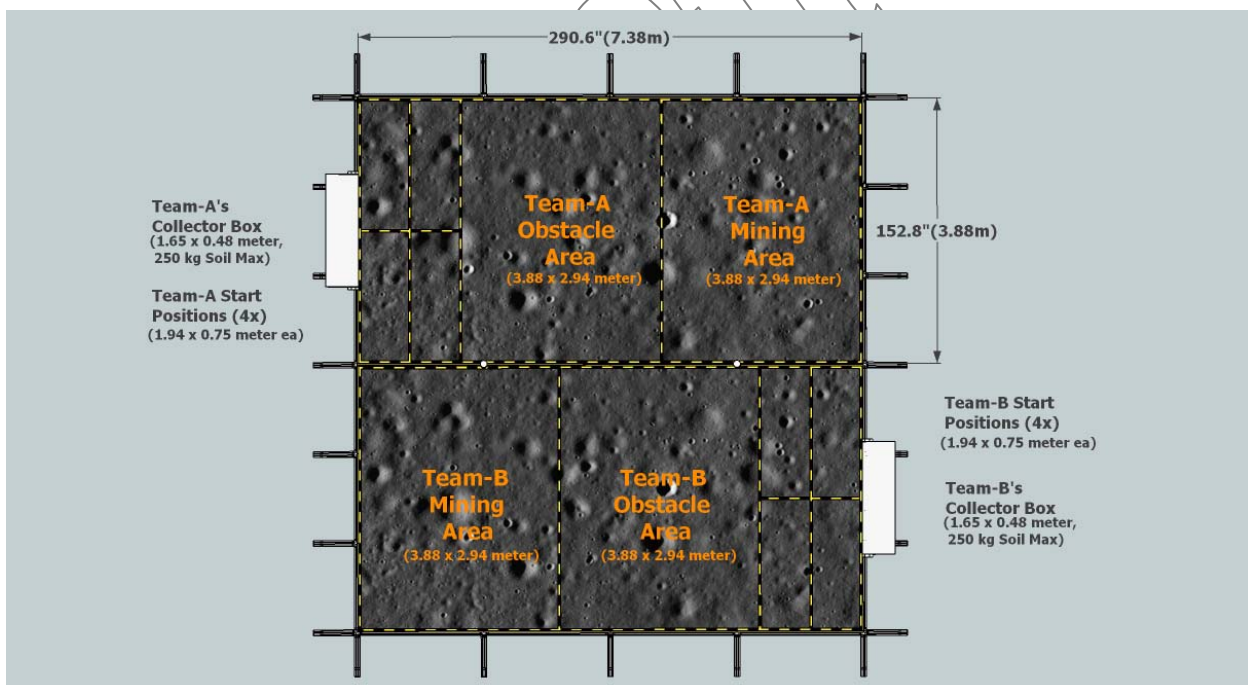 290.6"(7.38m)
Team-A's
Collector Box
(1.65 x 0.48 meter,
250 kg Soil Max)
Team-A Start
Positions (4x)
(1.94 x 0.75 meter ea)
Team-A
Obstacle
Area
(3.88 x 2.94 meter)
Team-A
Mining
Area
(3.88 x 2.94 meter)
152.8"(3.88m)
Team-B
Mining
Area
(3.88 x 2.94 meter)
Team-B
Obstacle
Area
(3.88 x 2.94 meter)
Team-B Start
Positions (4x)
(1.94 x 0.75 meter ea)
Team-B's
Collector Box
(1.65 x 0.48 meter,
250 kg Soil Max)